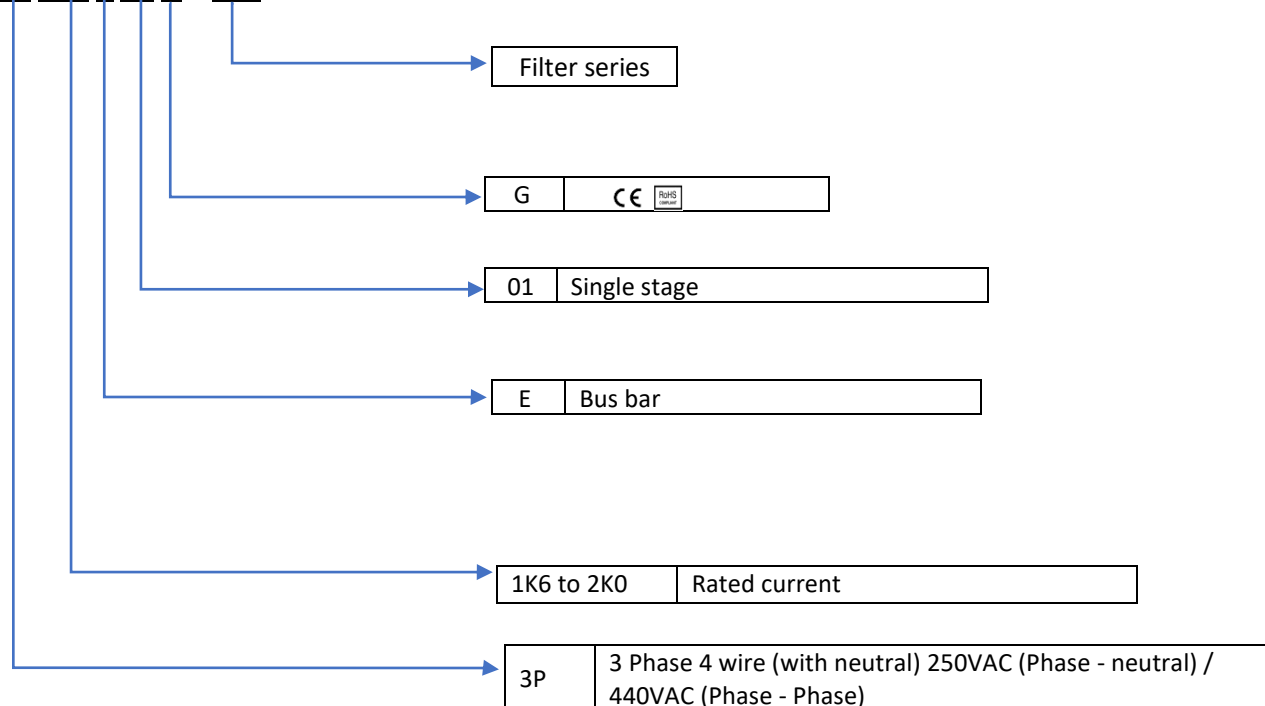 Filter series
G CE RoHS COMPLIANT
01 Single stage
E Bus bar
1K6 to 2K0 Rated current
3P 3 Phase 4 wire (with neutral) 250VAC (Phase - neutral) /
440VAC (Phase - Phase)